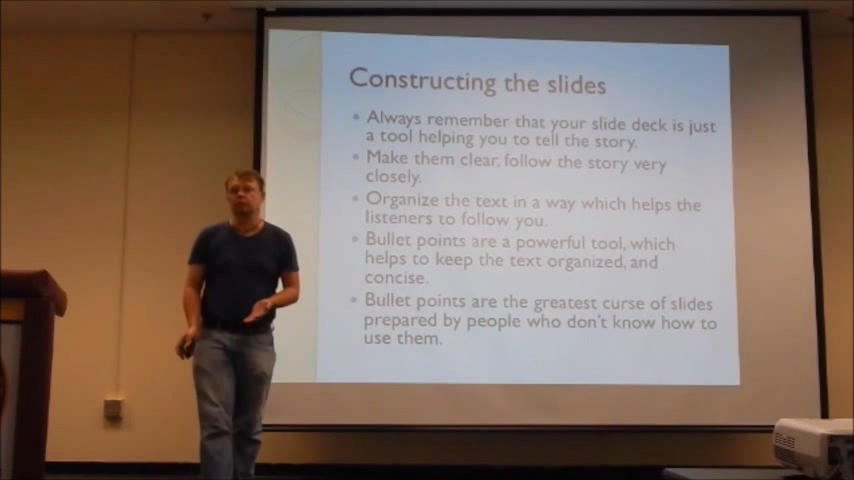 Constructing the slides
• Always remember that your slide deck is just
a tool helping you to tell the story.
• Make them clear, follow the story very
closely.
• Organize the text in a way which helps the
listeners to follow you.
• Bullet points are a powerful tool, which
helps to keep the text organized, and
concise.
• Bullet points are the greatest curse of slides
prepared by people who don't know how to
use them.